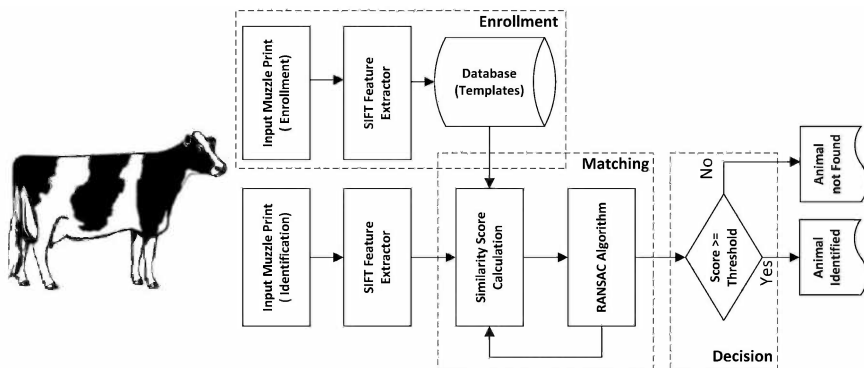 Enrollment
Input Muzzle Print
( Enrollment)
SIFT Feature
Extractor
Database
(Templates)
Matching
Input Muzzle Print
( Identification)
SIFT Feature
Extractor
Similarity Score
Calculation
RANSAC Algorithm
Score >=
Threshold
No
Yes
Animal
not Found
Animal
Identified
Decision